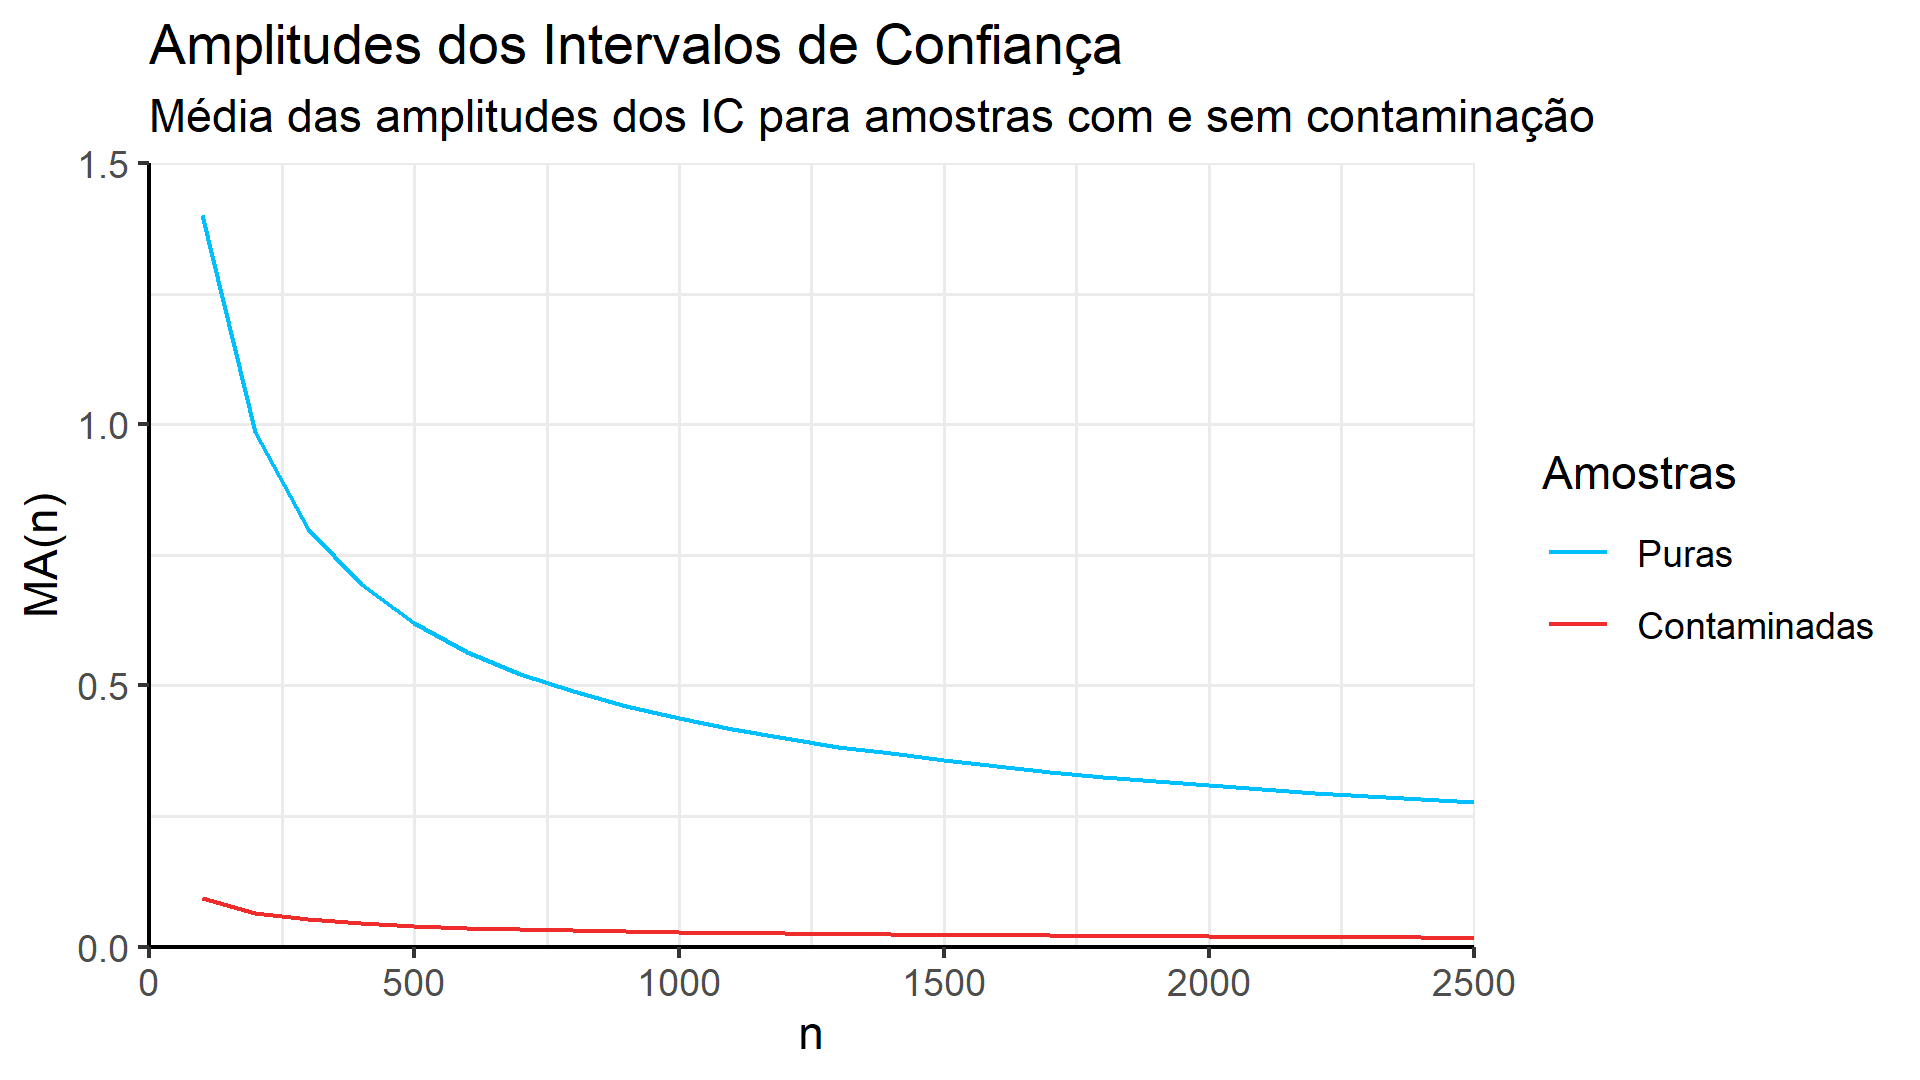 Amplitudes dos Intervalos de Confiança
Média das amplitudes dos IC para amostras com e sem contaminação
1.5
1.0
0.5
0.0
MA(n)
0 500 1000 1500 2000 2500
n
Amostras
Puras
Contaminadas